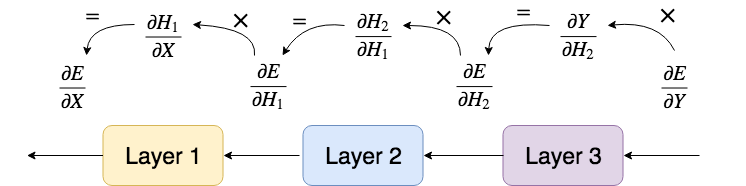 = ∂H₁/∂X × = ∂H₂/∂H₁ × = ∂Y/∂H₂ ×
∂E/∂X ∂E/∂H₁ ∂E/∂H₂ ∂E/∂Y
Layer 1 Layer 2 Layer 3